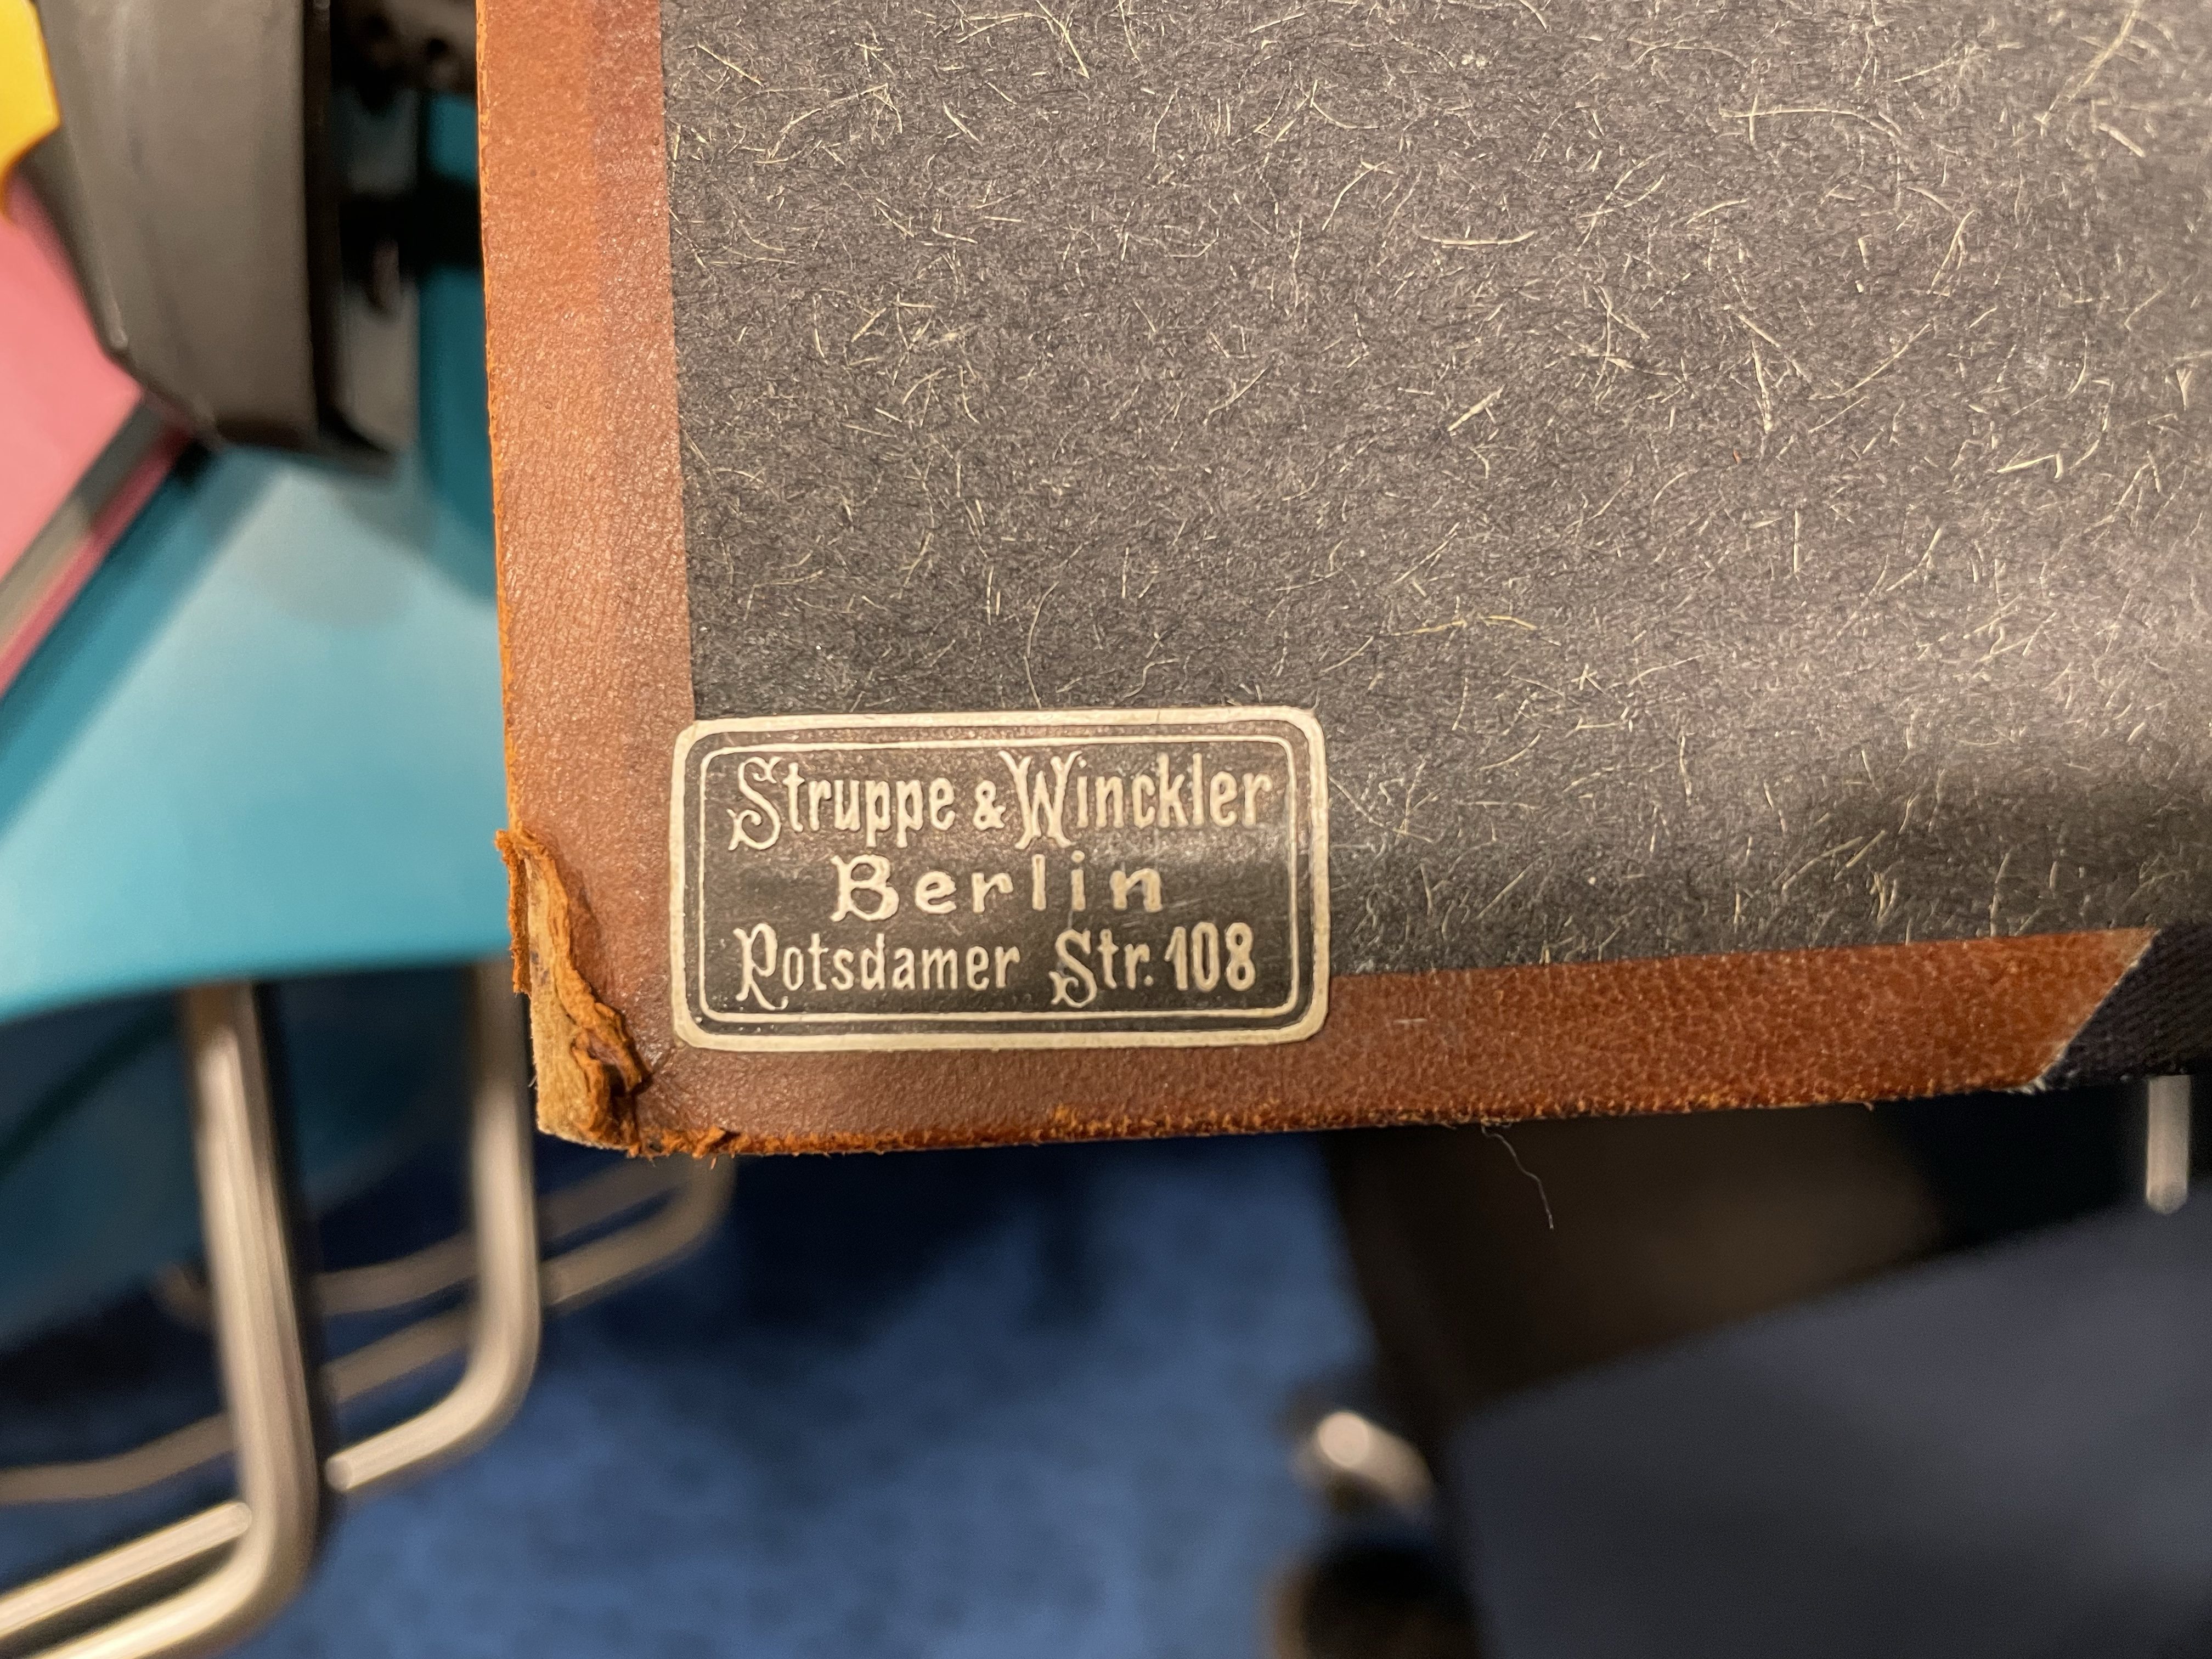 Struppe & Winckler
Berlin
Potsdamer Str. 108